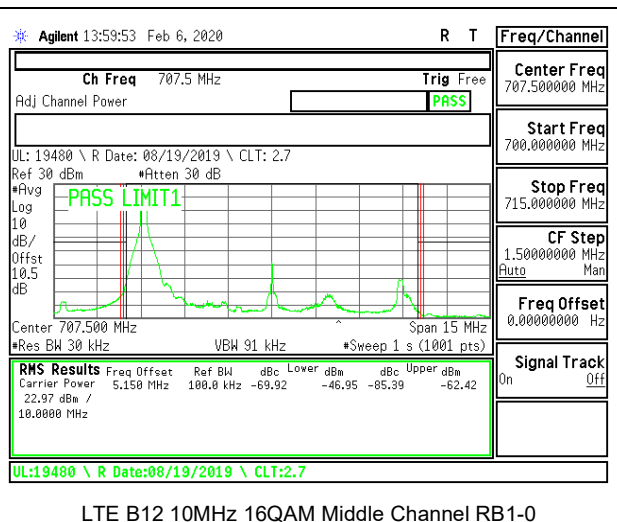 Agilent 13:59:53 Feb 6, 2020 R T Freq/Channel
Ch Freq 707.5 MHz Trig Free
Adj Channel Power PASS
Center Freq
707.500000 MHz
Start Freq
700.000000 MHz
UL: 19480 \ R Date: 08/19/2019 \ CLT: 2.7
Ref 30 dBm #Atten 30 dB
#Avg
Log
10
dB/
Offst
10.5
dB
PASS LIMIT1
Stop Freq
715.000000 MHz
CF Step
1.50000000 MHz
Auto Man
Freq Offset
0.00000000 Hz
Center 707.500 MHz ^ Span 15 MHz
#Res BW 30 kHz VBW 91 kHz #Sweep 1 s (1001 pts)
Signal Track
On Off
RMS Results Freq Offset Ref BW dBc Lower dBm dBc Upper dBm
Carrier Power 5.150 MHz 100.0 kHz -69.92 -46.95 -85.39 -62.42
22.97 dBm /
10.0000 MHz
UL:19480 \ R Date:08/19/2019 \ CLT:2.7
LTE B12 10MHz 16QAM Middle Channel RB1-0